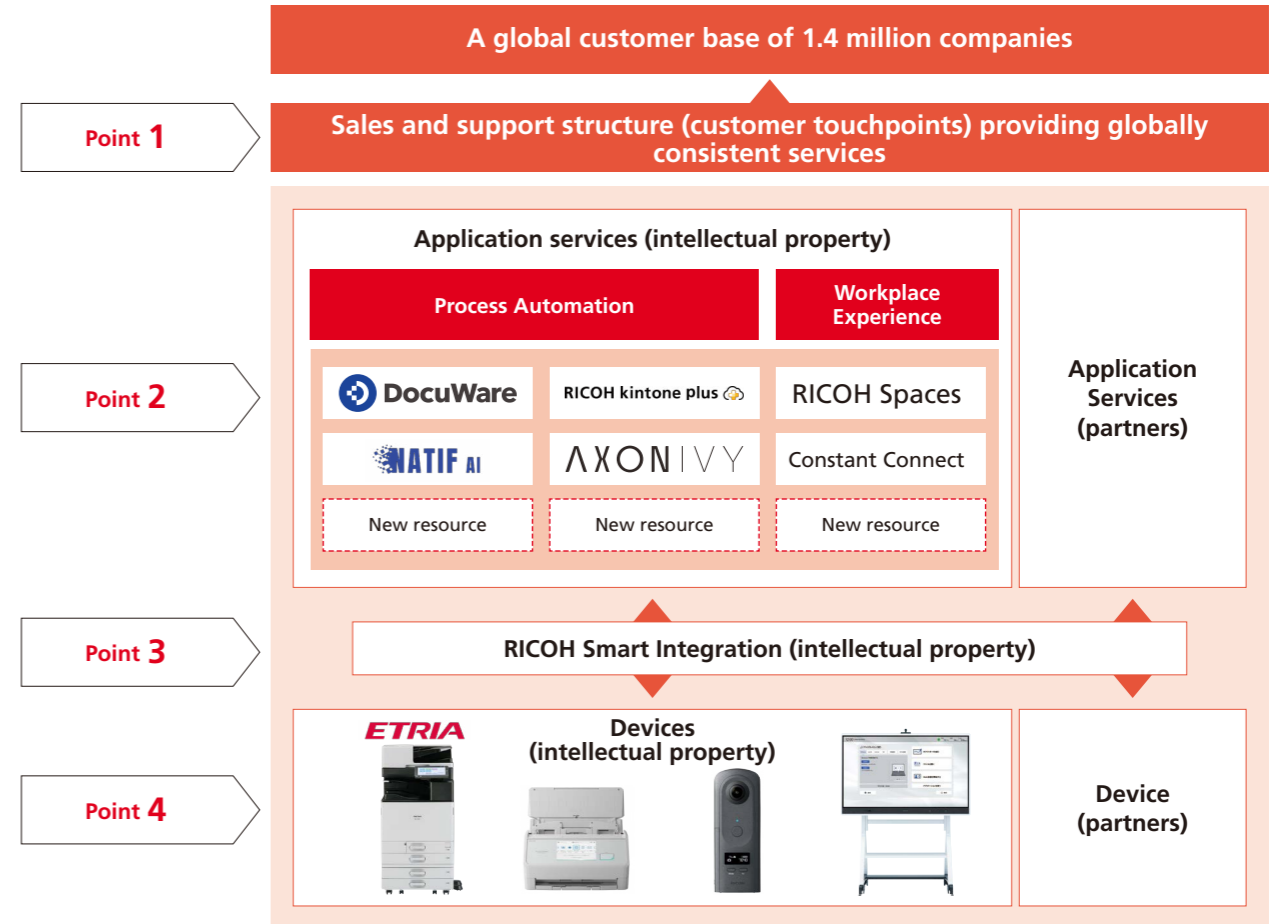 A global customer base of 1.4 million companies
Point 1
Sales and support structure (customer touchpoints) providing globally
consistent services
Application services (intellectual property)
Process Automation
Workplace
Experience
Point 2
DocuWare
RICOH kintone plus
RICOH Spaces
NATIF AI
AXONIVY
Constant Connect
New resource
New resource
New resource
Application
Services
(partners)
Point 3
RICOH Smart Integration (intellectual property)
Point 4
ETRIA
Devices
(intellectual property)
Device
(partners)